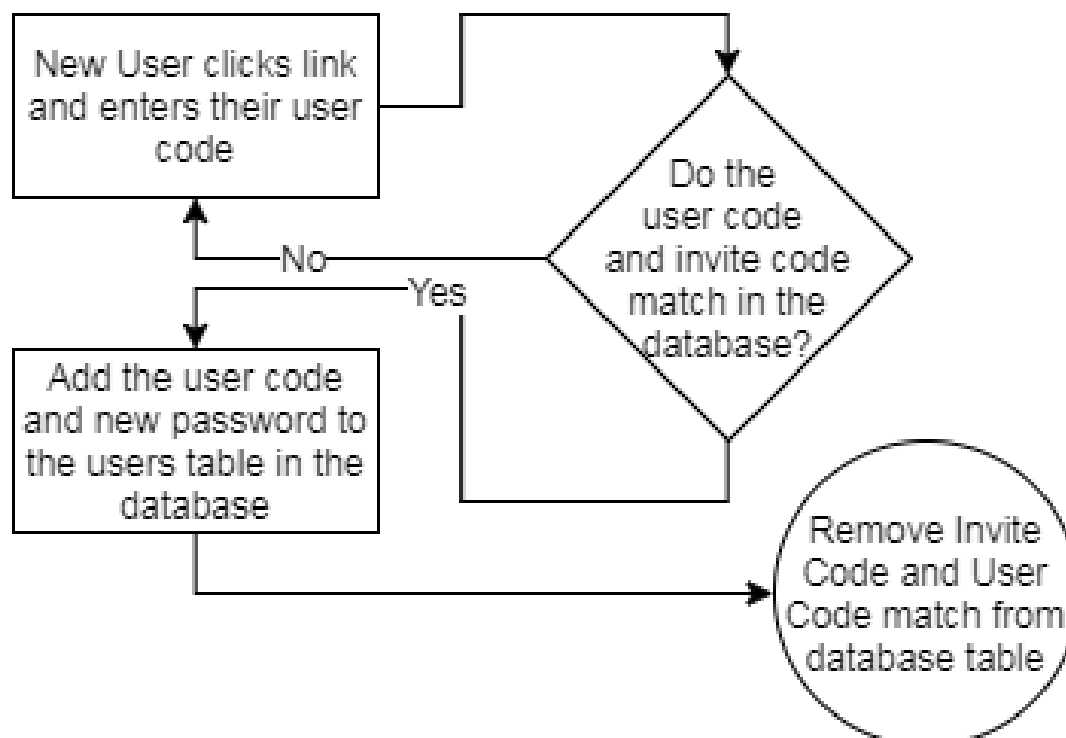 New User clicks link
and enters their user
code
Do the
user code
and invite code
match in the
database?
No
Yes
Add the user code
and new password to
the users table in the
database
Remove Invite
Code and User
Code match from
database table